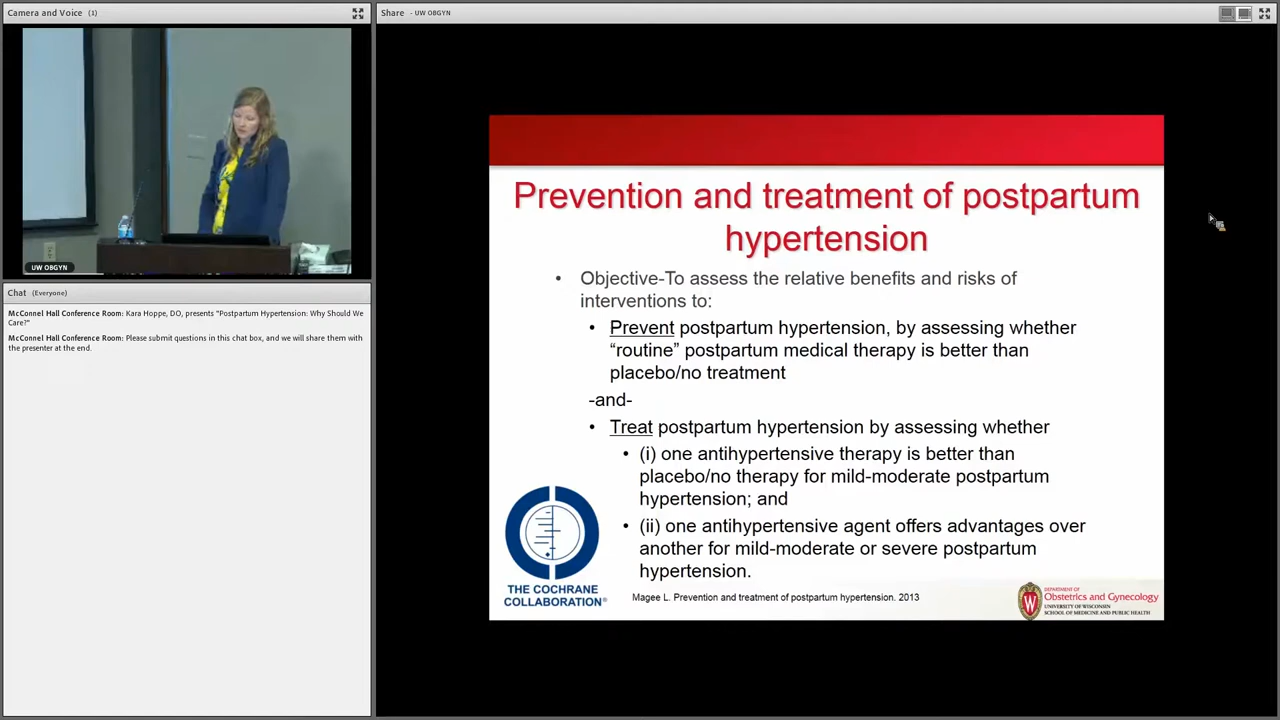 Camera and Voice (1)
UW OBGYN
Chat (Everyone)
McConnel Hall Conference Room: Kara Hoppe, DO, presents "Postpartum Hypertension: Why Should We
Care?"
McConnel Hall Conference Room: Please submit questions in this chat box, and we will share them with
the presenter at the end.
Share - UW OBGYN
Prevention and treatment of postpartum
hypertension
• Objective-To assess the relative benefits and risks of
interventions to:
• Prevent postpartum hypertension, by assessing whether
“routine” postpartum medical therapy is better than
placebo/no treatment
-and-
• Treat postpartum hypertension by assessing whether
• (i) one antihypertensive therapy is better than
placebo/no therapy for mild-moderate postpartum
hypertension; and
• (ii) one antihypertensive agent offers advantages over
another for mild-moderate or severe postpartum
hypertension.
THE COCHRANE
COLLABORATION®
Magee L. Prevention and treatment of postpartum hypertension. 2013
W
DEPARTMENT OF
Obstetrics and Gynecology
UNIVERSITY OF WISCONSIN
SCHOOL OF MEDICINE AND PUBLIC HEALTH